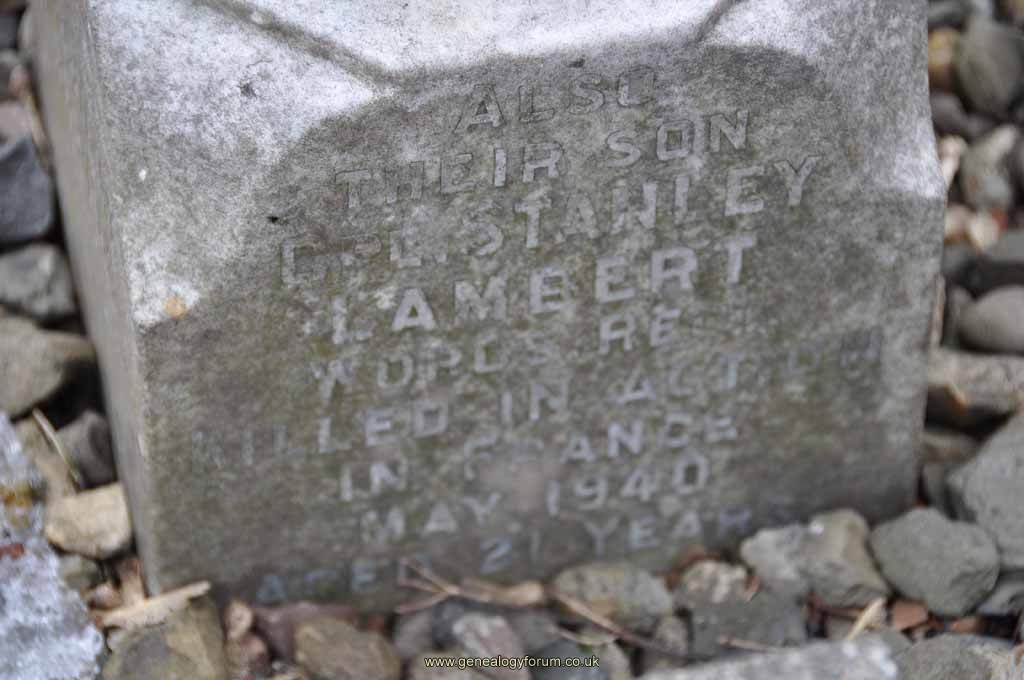 ALSO
THEIR SON
CPL. STANLEY
LAMBERT
WORCS. REGT.
KILLED IN ACTION
IN FRANCE
MAY 1940
AGED 21 YEARS
www.genealogyforum.co.uk